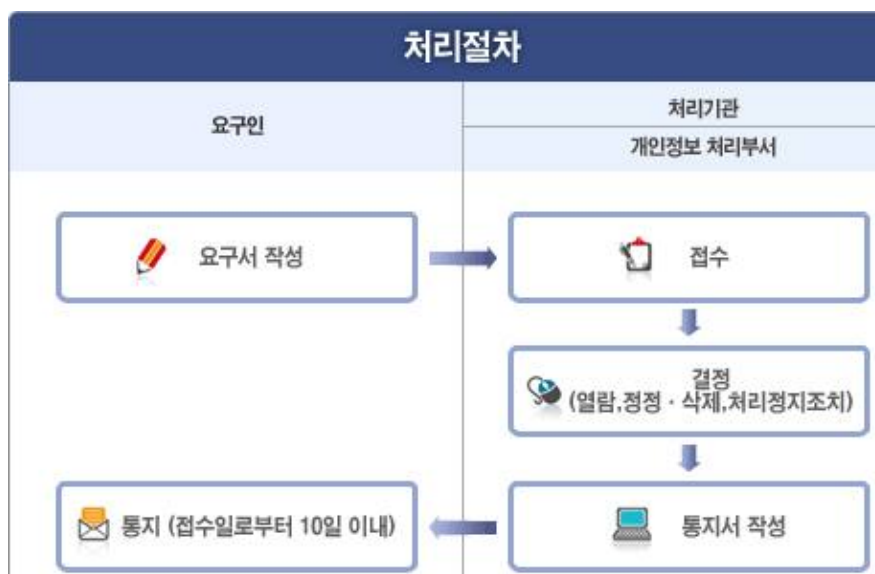 처리절차
요구인
처리기관
개인정보 처리부서
요구서 작성
접수
결정
(열람,정정 · 삭제,처리정지조치)
통지 (접수일로부터 10일 이내)
통지서 작성